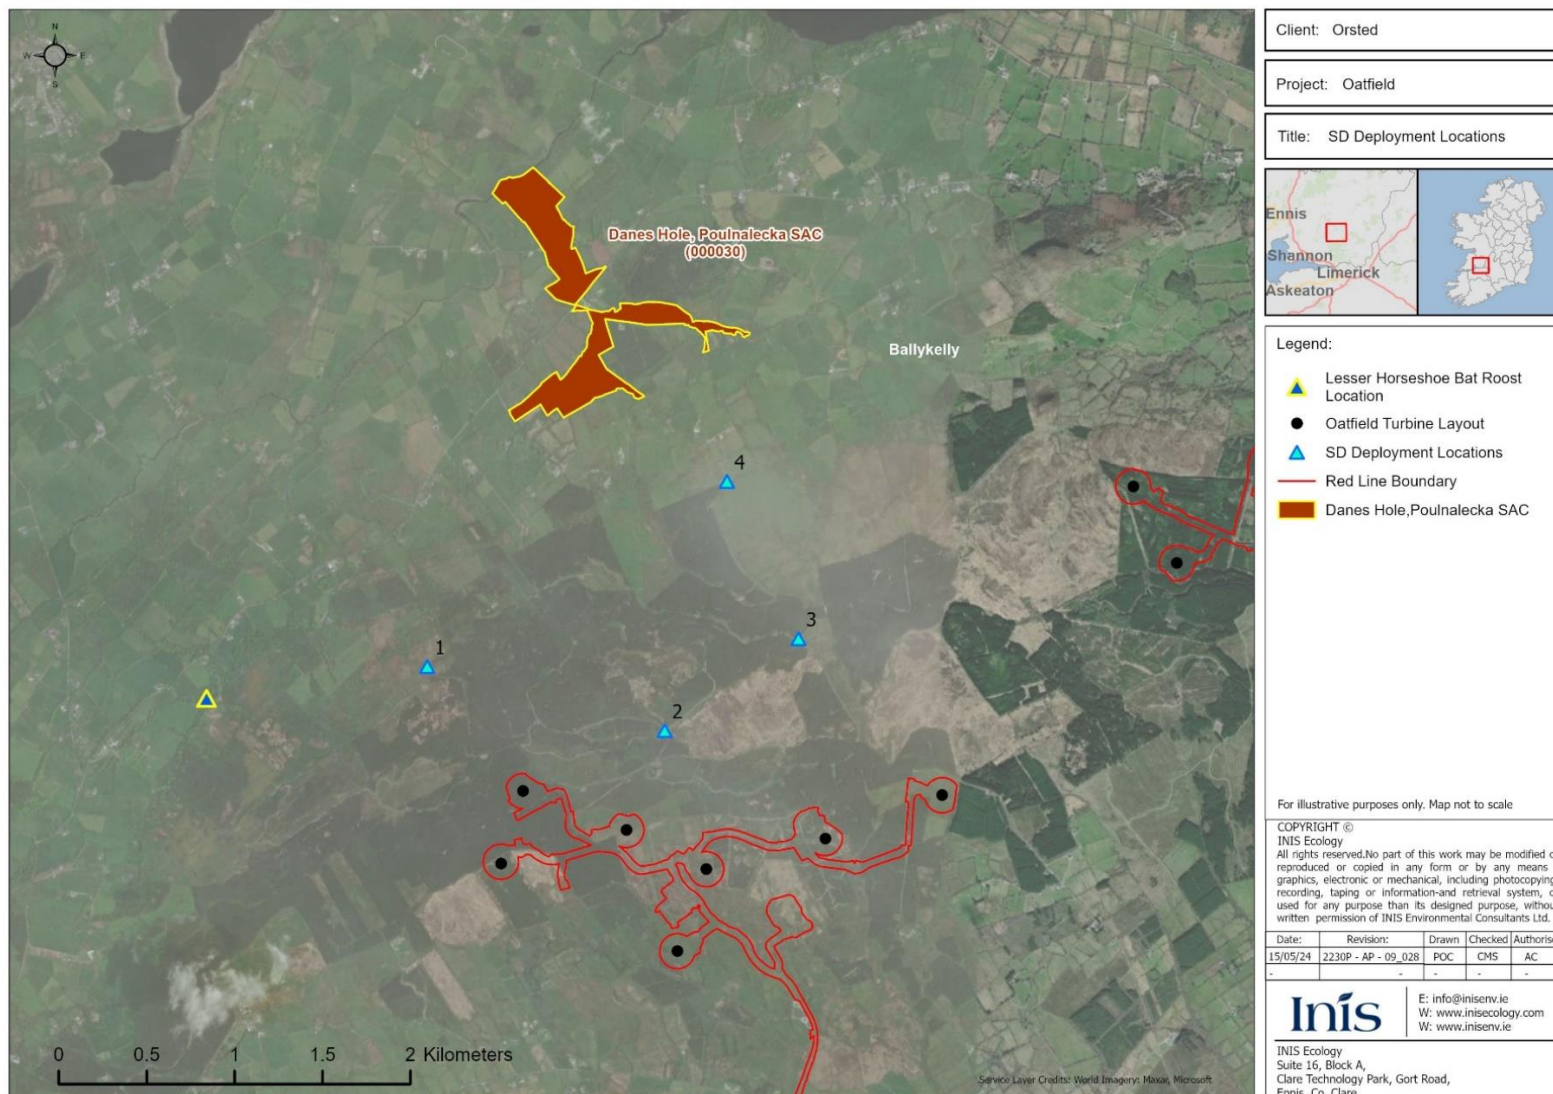 N
W E
S
Danes Hole, Poulnalecka SAC
(000030)
Ballykelly
4
3
1
2
0 0.5 1 1.5 2 Kilometers
Service Layer Credits: World Imagery: Maxar, Microsoft
Client: Orsted
Project: Oatfield
Title: SD Deployment Locations
Ennis
Shannon
Limerick
Askeaton
Legend:
Lesser Horseshoe Bat Roost
Location
Oatfield Turbine Layout
SD Deployment Locations
Red Line Boundary
Danes Hole,Poulnalecka SAC
For illustrative purposes only. Map not to scale
COPYRIGHT ©
INIS Ecology
All rights reserved.No part of this work may be modified o
reproduced or copied in any form or by any means
graphics, electronic or mechanical, including photocopying
recording, taping or information-and retrieval system, o
used for any purpose than its designed purpose, withou
written permission of INIS Environmental Consultants Ltd.
Date: Revision: Drawn Checked Authoris
15/05/24 2230P - AP - 09_028 POC CMS AC
- - - - -
Inis
E: info@inisenv.ie
W: www.inisecology.com
W: www.inisenv.ie
INIS Ecology
Suite 16, Block A,
Clare Technology Park, Gort Road,
Ennis, Co. Clare